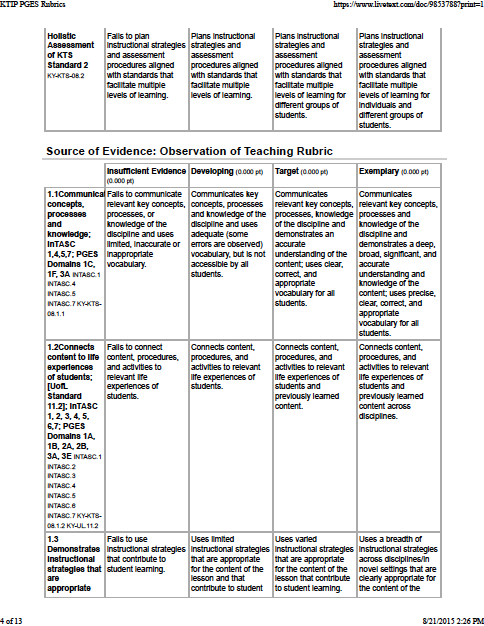 KTIP PGES Rubrics https://www.livetext.com/doc/9853788?print=1
Holistic
Assessment
of KTS
Standard 2
KY-KTS-08.2
Fails to plan
instructional strategies
and assessment
procedures aligned
with standards that
facilitate multiple
levels of learning.
Plans instructional
strategies and
assessment
procedures aligned
with standards that
facilitate multiple
levels of learning.
Plans instructional
strategies and
assessment
procedures aligned
with standards that
facilitate multiple
levels of learning for
different groups of
students.
Plans instructional
strategies and
assessment
procedures aligned
with standards that
facilitate multiple
levels of learning for
individuals and
different groups of
students.
Source of Evidence: Observation of Teaching Rubric
Insufficient Evidence
(0.000 pt)
Developing (0.000 pt)
Target (0.000 pt)
Exemplary (0.000 pt)
1.1Communicat
concepts,
processes
and
knowledge;
InTASC
1,4,5,7; PGES
Domains 1C,
1F, 3A INTASC.1
INTASC.4
INTASC.5
INTASC.7 KY-KTS-
08.1.1
Fails to communicate
relevant key concepts,
processes, or
knowledge of the
discipline and uses
limited, inaccurate or
inappropriate
vocabulary.
Communicates key
concepts, processes
and knowledge of the
discipline and uses
adequate (some
errors are observed)
vocabulary, but is not
accessible by all
students.
Communicates
relevant key concepts,
processes, knowledge
of the discipline and
demonstrates an
accurate
understanding of the
content; uses clear,
correct, and
appropriate
vocabulary for all
students.
Communicates
relevant key concepts,
processes and
knowledge of the
discipline and
demonstrates a deep,
broad, significant, and
accurate
understanding and
knowledge of the
content; uses precise,
clear, correct, and
appropriate
vocabulary for all
students.
1.2Connects
content to life
experiences
of students;
[UofL
Standard
11.2]; InTASC
1, 2, 3, 4, 5,
6,7; PGES
Domains 1A,
1B, 2A, 2B,
3A, 3E INTASC.1
INTASC.2
INTASC.3
INTASC.4
INTASC.5
INTASC.6
INTASC.7 KY-KTS-
08.1.2 KY-UL.11.2
Fails to connect
content, procedures,
and activities to
relevant life
experiences of
students.
Connects content,
procedures, and
activities to relevant
life experiences of
students.
Connects content,
procedures, and
activities to relevant
life experiences of
students and
previously learned
content.
Connects content,
procedures, and
activities to relevant
life experiences of
students and
previously learned
content across
disciplines.
1.3
Demonstrates
instructional
strategies that
are
appropriate
Fails to use
instructional strategies
that contribute to
student learning.
Uses limited
instructional strategies
that are appropriate
for the content of the
lesson and that
contribute to student
Uses varied
instructional strategies
that are appropriate
for the content of the
lesson that contribute
to student learning.
Uses a breadth of
instructional strategies
across disciplines/in
novel settings that are
clearly appropriate for
the content of the
4 of 13 8/21/2015 2:26 PM